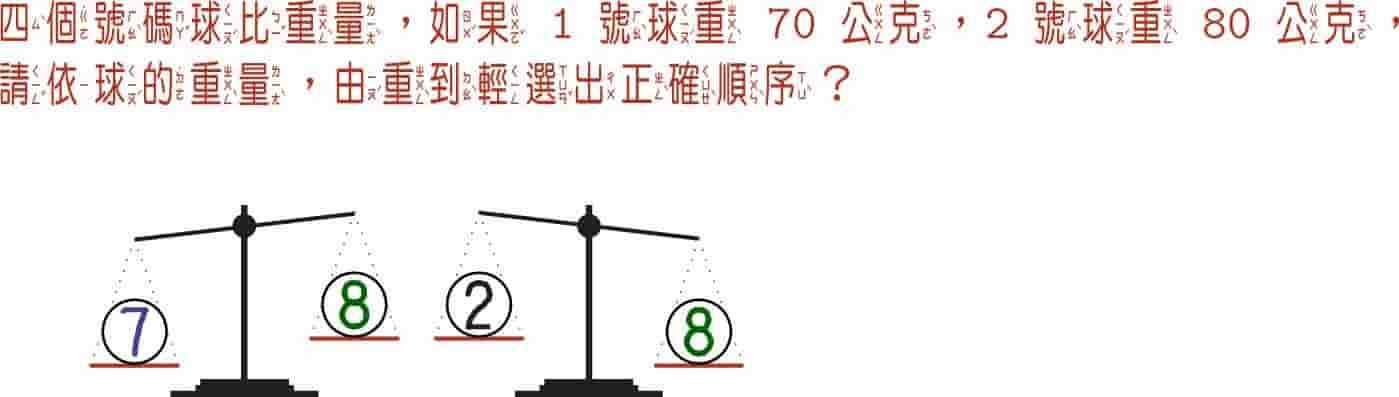 四個號碼球比重量，如果 1 號球重 70 公克，2 號球重 80 公克，
請依球的重量，由重到輕選出正確順序？
7 8 2 8